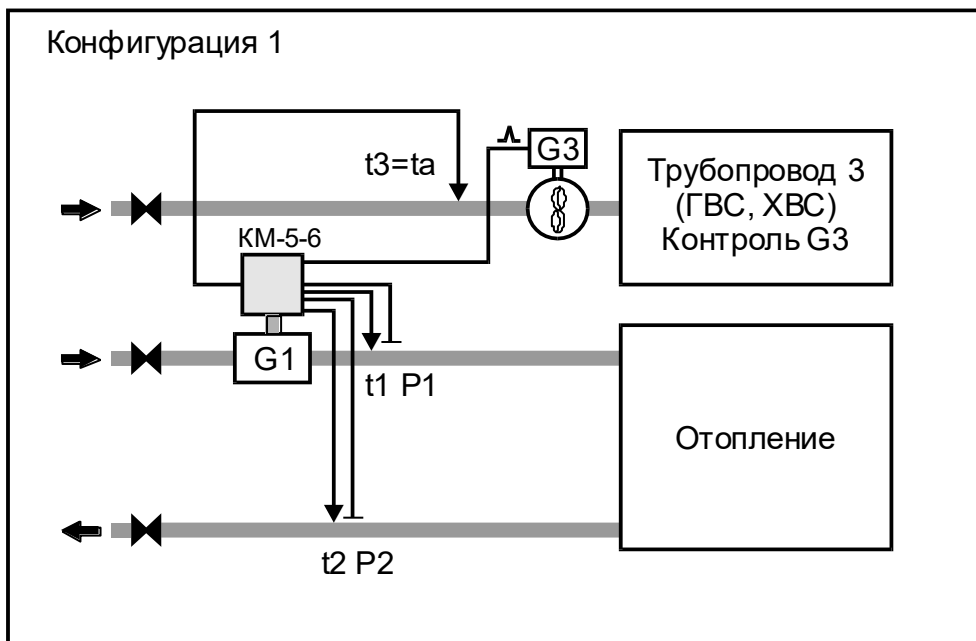 Конфигурация 1
t3=ta
G3
Трубопровод 3
(ГВС, ХВС)
Контроль G3
КМ-5-6
G1
t1 P1
Отопление
t2 P2